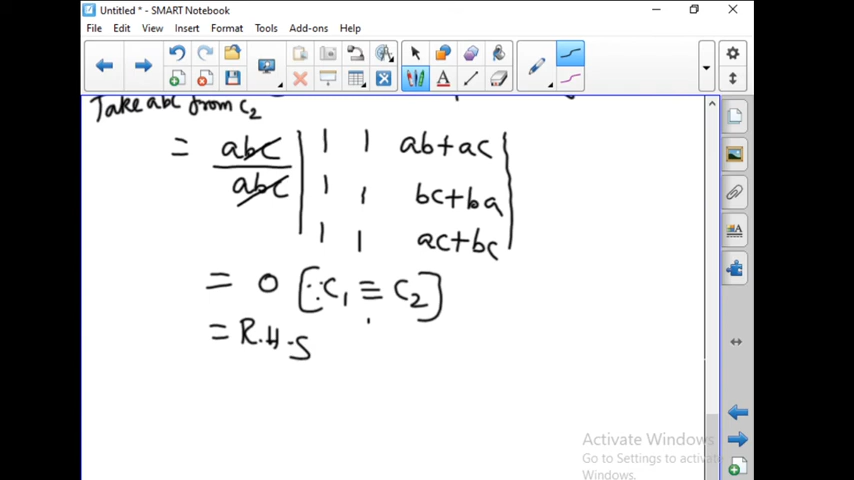 Untitled * - SMART Notebook
File Edit View Insert Format Tools Add-ons Help
Take abc from C₂
= abc/abc | 1 1 ab+ac |
| 1 1 bc+ba |
| 1 1 ac+bc |
= 0 [∵ C₁ ≡ C₂]
= R.H.S
Activate Windows
Go to Settings to activate
Windows.